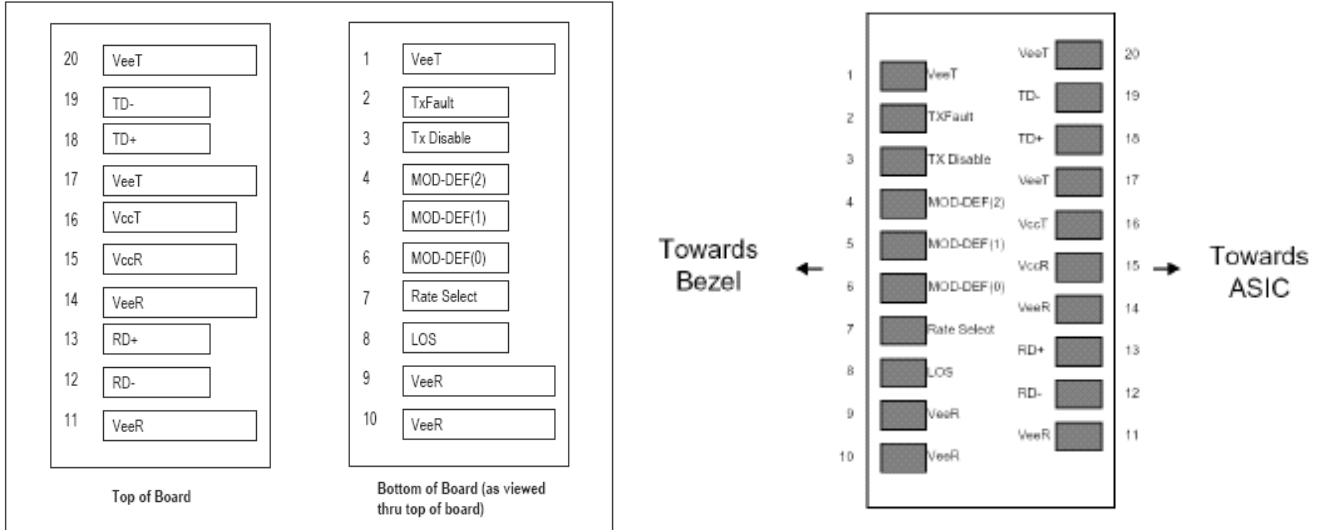 20 VeeT
19 TD-
18 TD+
17 VeeT
16 VccT
15 VccR
14 VeeR
13 RD+
12 RD-
11 VeeR
Top of Board
1 VeeT
2 TxFault
3 Tx Disable
4 MOD-DEF(2)
5 MOD-DEF(1)
6 MOD-DEF(0)
7 Rate Select
8 LOS
9 VeeR
10 VeeR
Bottom of Board (as viewed
thru top of board)
Towards
Bezel
1 VeeT
2 TXFault
3 TX Disable
4 MOD-DEF(2)
5 MOD-DEF(1)
6 MOD-DEF(0)
7 Rate Select
8 LOS
9 VeeR
10 VeeR
VeeT 20
TD- 19
TD+ 18
VeeT 17
VccT 16
VccR 15
VeeR 14
RD+ 13
RD- 12
VeeR 11
Towards
ASIC